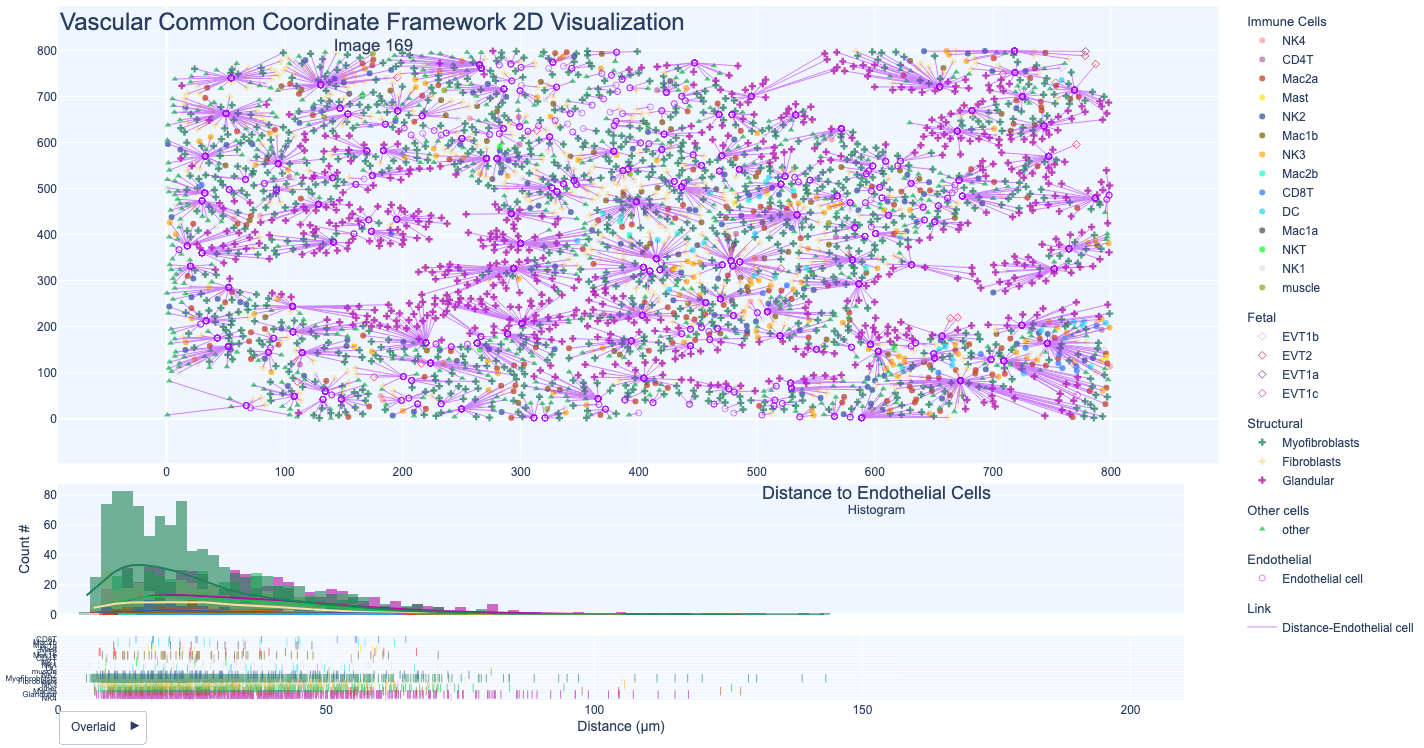 Vascular Common Coordinate Framework 2D Visualization
Image 169
800
700
600
500
400
300
200
100
0
0 100 200 300 400 500 600 700 800
Immune Cells
NK4
CD4T
Mac2a
Mast
NK2
Mac1b
NK3
Mac2b
CD8T
DC
Mac1a
NKT
NK1
muscle
Fetal
EVT1b
EVT2
EVT1a
EVT1c
Structural
Myofibroblasts
Fibroblasts
Glandular
Other cells
other
Endothelial
Endothelial cell
Link
Distance-Endothelial cell
Distance to Endothelial Cells
Histogram
Count #
80
60
40
20
0
CD8T
muscle
0 50 100 150 200
Distance (μm)
Overlaid ►